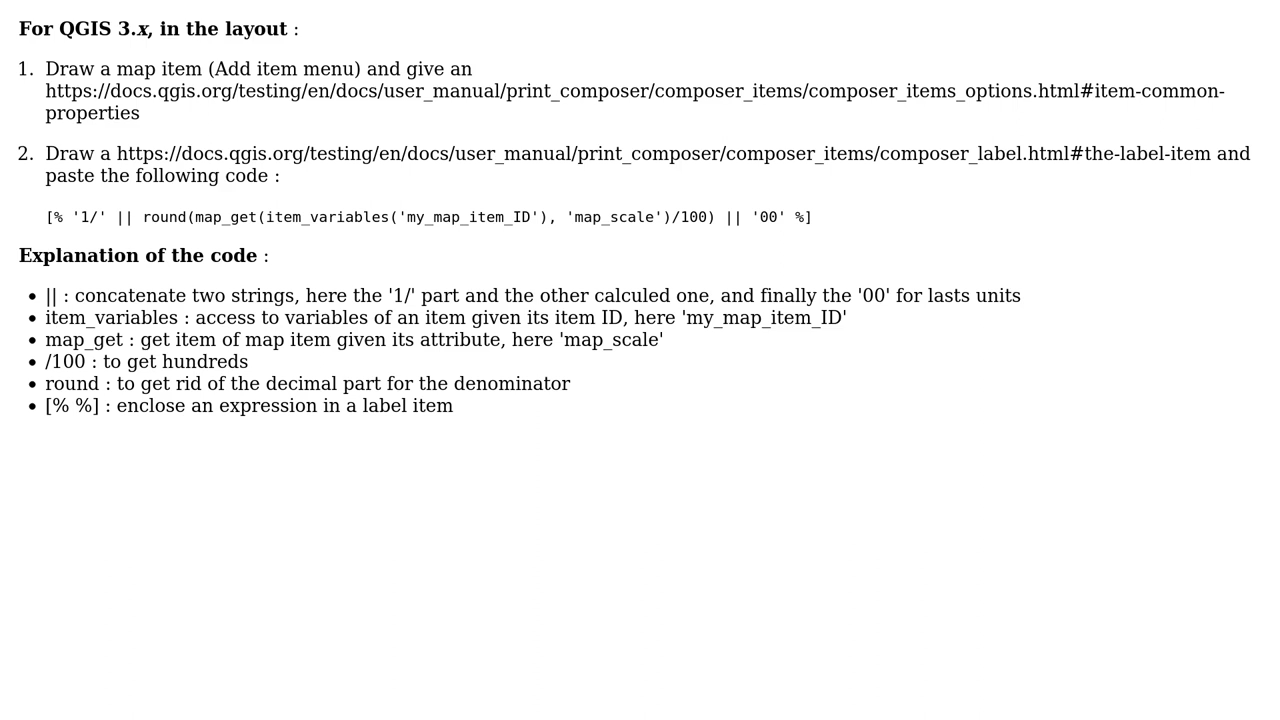 For QGIS 3.x, in the layout :
1. Draw a map item (Add item menu) and give an
https://docs.qgis.org/testing/en/docs/user_manual/print_composer/composer_items/composer_items_options.html#item-common-
properties
2. Draw a https://docs.qgis.org/testing/en/docs/user_manual/print_composer/composer_items/composer_label.html#the-label-item and
paste the following code :
[% '1/' || round(map_get(item_variables('my_map_item_ID'), 'map_scale')/100) || '00' %]
Explanation of the code :
• || : concatenate two strings, here the '1/' part and the other calculed one, and finally the '00' for lasts units
• item_variables : access to variables of an item given its item ID, here 'my_map_item_ID'
• map_get : get item of map item given its attribute, here 'map_scale'
• /100 : to get hundreds
• round : to get rid of the decimal part for the denominator
• [% %] : enclose an expression in a label item